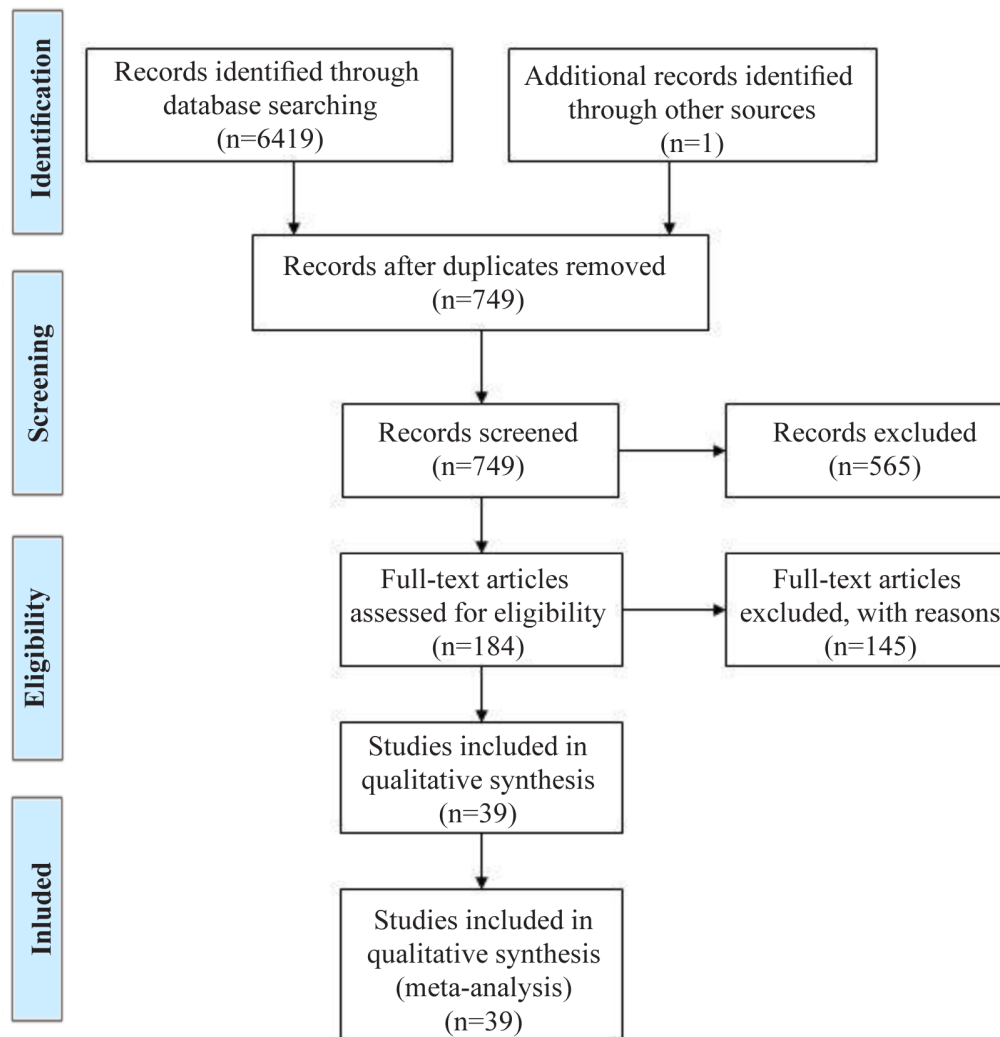 Identification
Records identified through
database searching
(n=6419)
Additional records identified
through other sources
(n=1)
Records after duplicates removed
(n=749)
Screening
Records screened
(n=749)
Records excluded
(n=565)
Eligibility
Full-text articles
assessed for eligibility
(n=184)
Full-text articles
excluded, with reasons
(n=145)
Studies included in
qualitative synthesis
(n=39)
Inluded
Studies included in
qualitative synthesis
(meta-analysis)
(n=39)